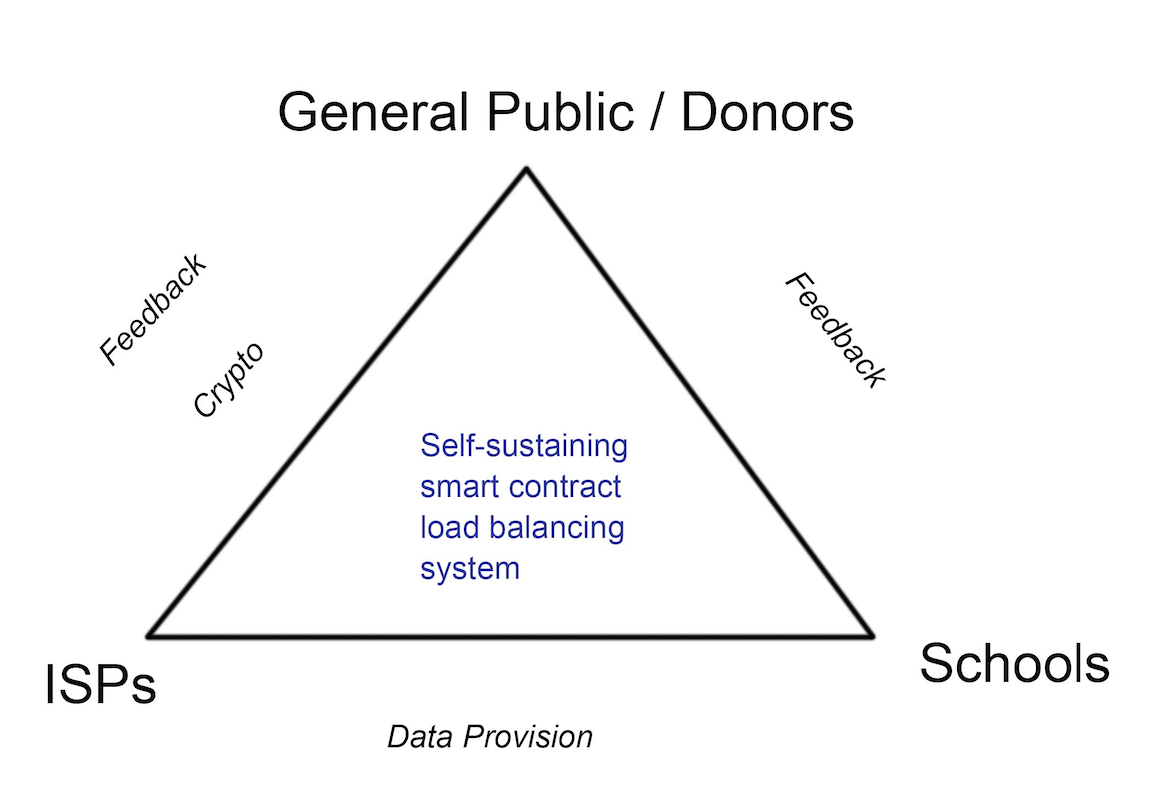 General Public / Donors
Feedback
Crypto
Feedback
Self-sustaining
smart contract
load balancing
system
ISPs
Schools
Data Provision